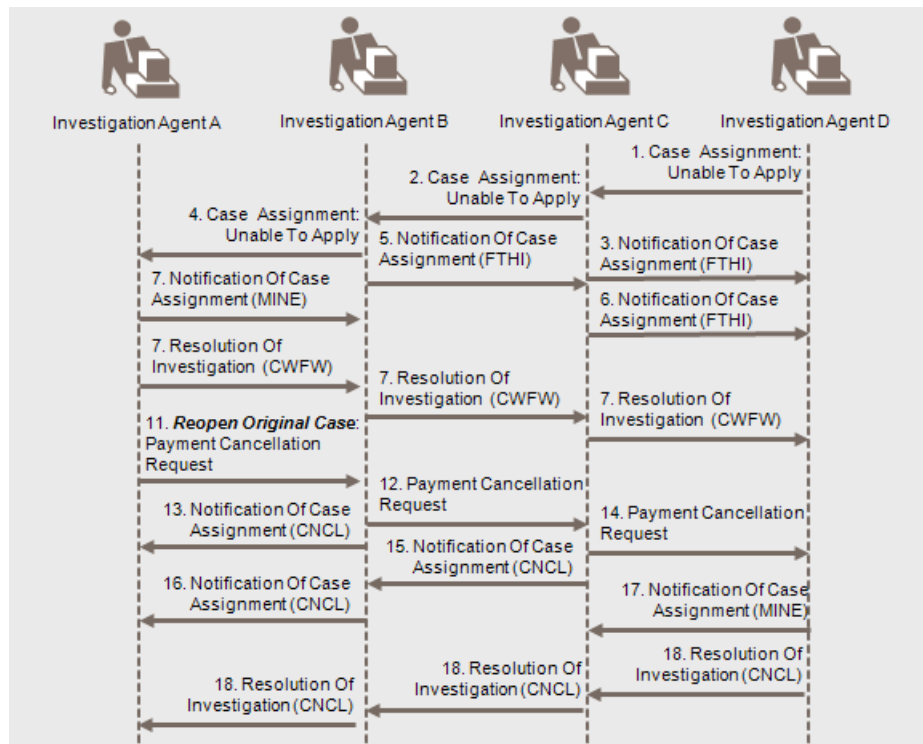 Investigation Agent A
Investigation Agent B
Investigation Agent C
Investigation Agent D
1. Case Assignment:
Unable To Apply
2. Case Assignment:
Unable To Apply
4. Case Assignment:
Unable To Apply
5. Notification Of Case
Assignment (FTHI)
3. Notification Of Case
Assignment (FTHI)
7. Notification Of Case
Assignment (MINE)
6. Notification Of Case
Assignment (FTHI)
7. Resolution Of
Investigation (CWFW)
7. Resolution Of
Investigation (CWFW)
7. Resolution Of
Investigation (CWFW)
11. Reopen Original Case:
Payment Cancellation
Request
12. Payment Cancellation
Request
13. Notification Of Case
Assignment (CNCL)
14. Payment Cancellation
Request
15. Notification Of Case
Assignment (CNCL)
16. Notification Of Case
Assignment (CNCL)
17. Notification Of Case
Assignment (MINE)
18. Resolution Of
Investigation (CNCL)
18. Resolution Of
Investigation (CNCL)
18. Resolution Of
Investigation (CNCL)